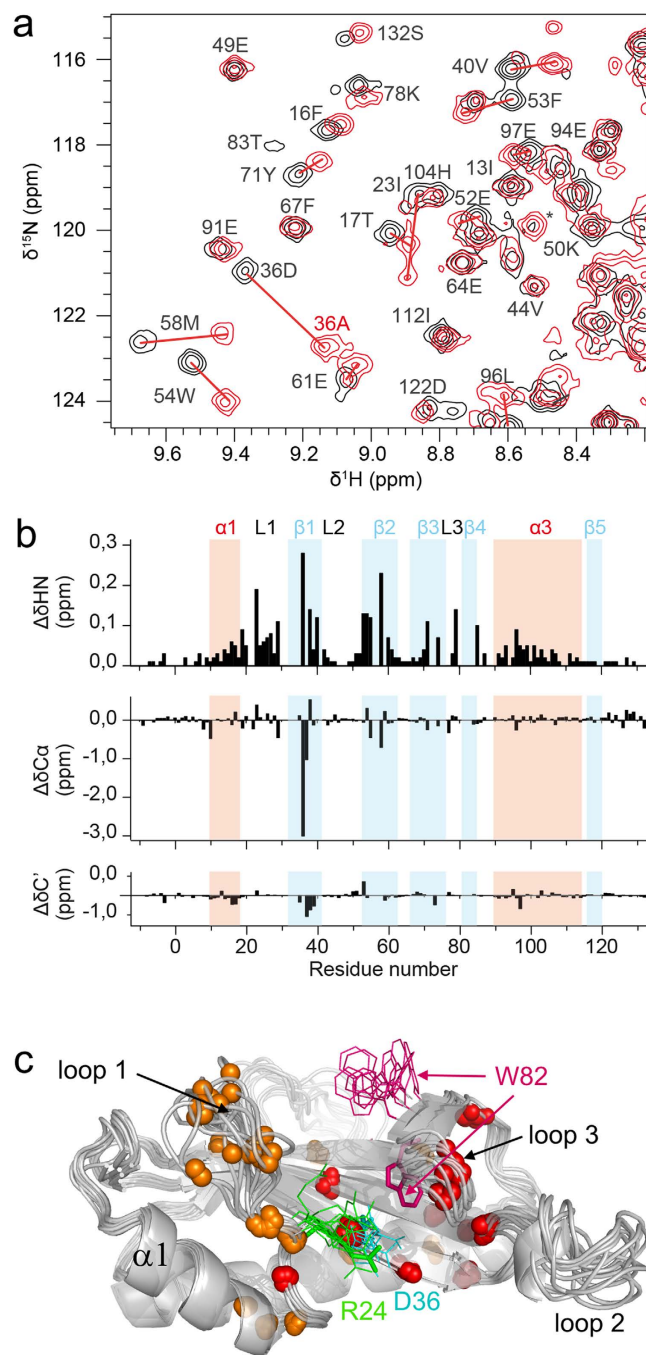 a
116
118
120
122
124
δ¹⁵N (ppm)
49E
132S
40V
78K
53F
16F
83T
97E 94E
71Y
104H
13I
23I
52E
67F
17T
*
50K
91E
36D
64E
44V
58M
36A
112I
61E
54W
96L
122D
9.6 9.4 9.2 9.0 8.8 8.6 8.4
δ¹H (ppm)
b
α1 L1 β1 L2 β2 β3 L3 β4 α3 β5
0,3
0,2
0,1
0,0
ΔδHN
(ppm)
0,0
-1,0
-2,0
-3,0
ΔδCα
(ppm)
0,0
-1,0
ΔδC'
(ppm)
0 20 40 60 80 100 120
Residue number
c
loop 1
W82
loop 3
α1
R24
D36
loop 2